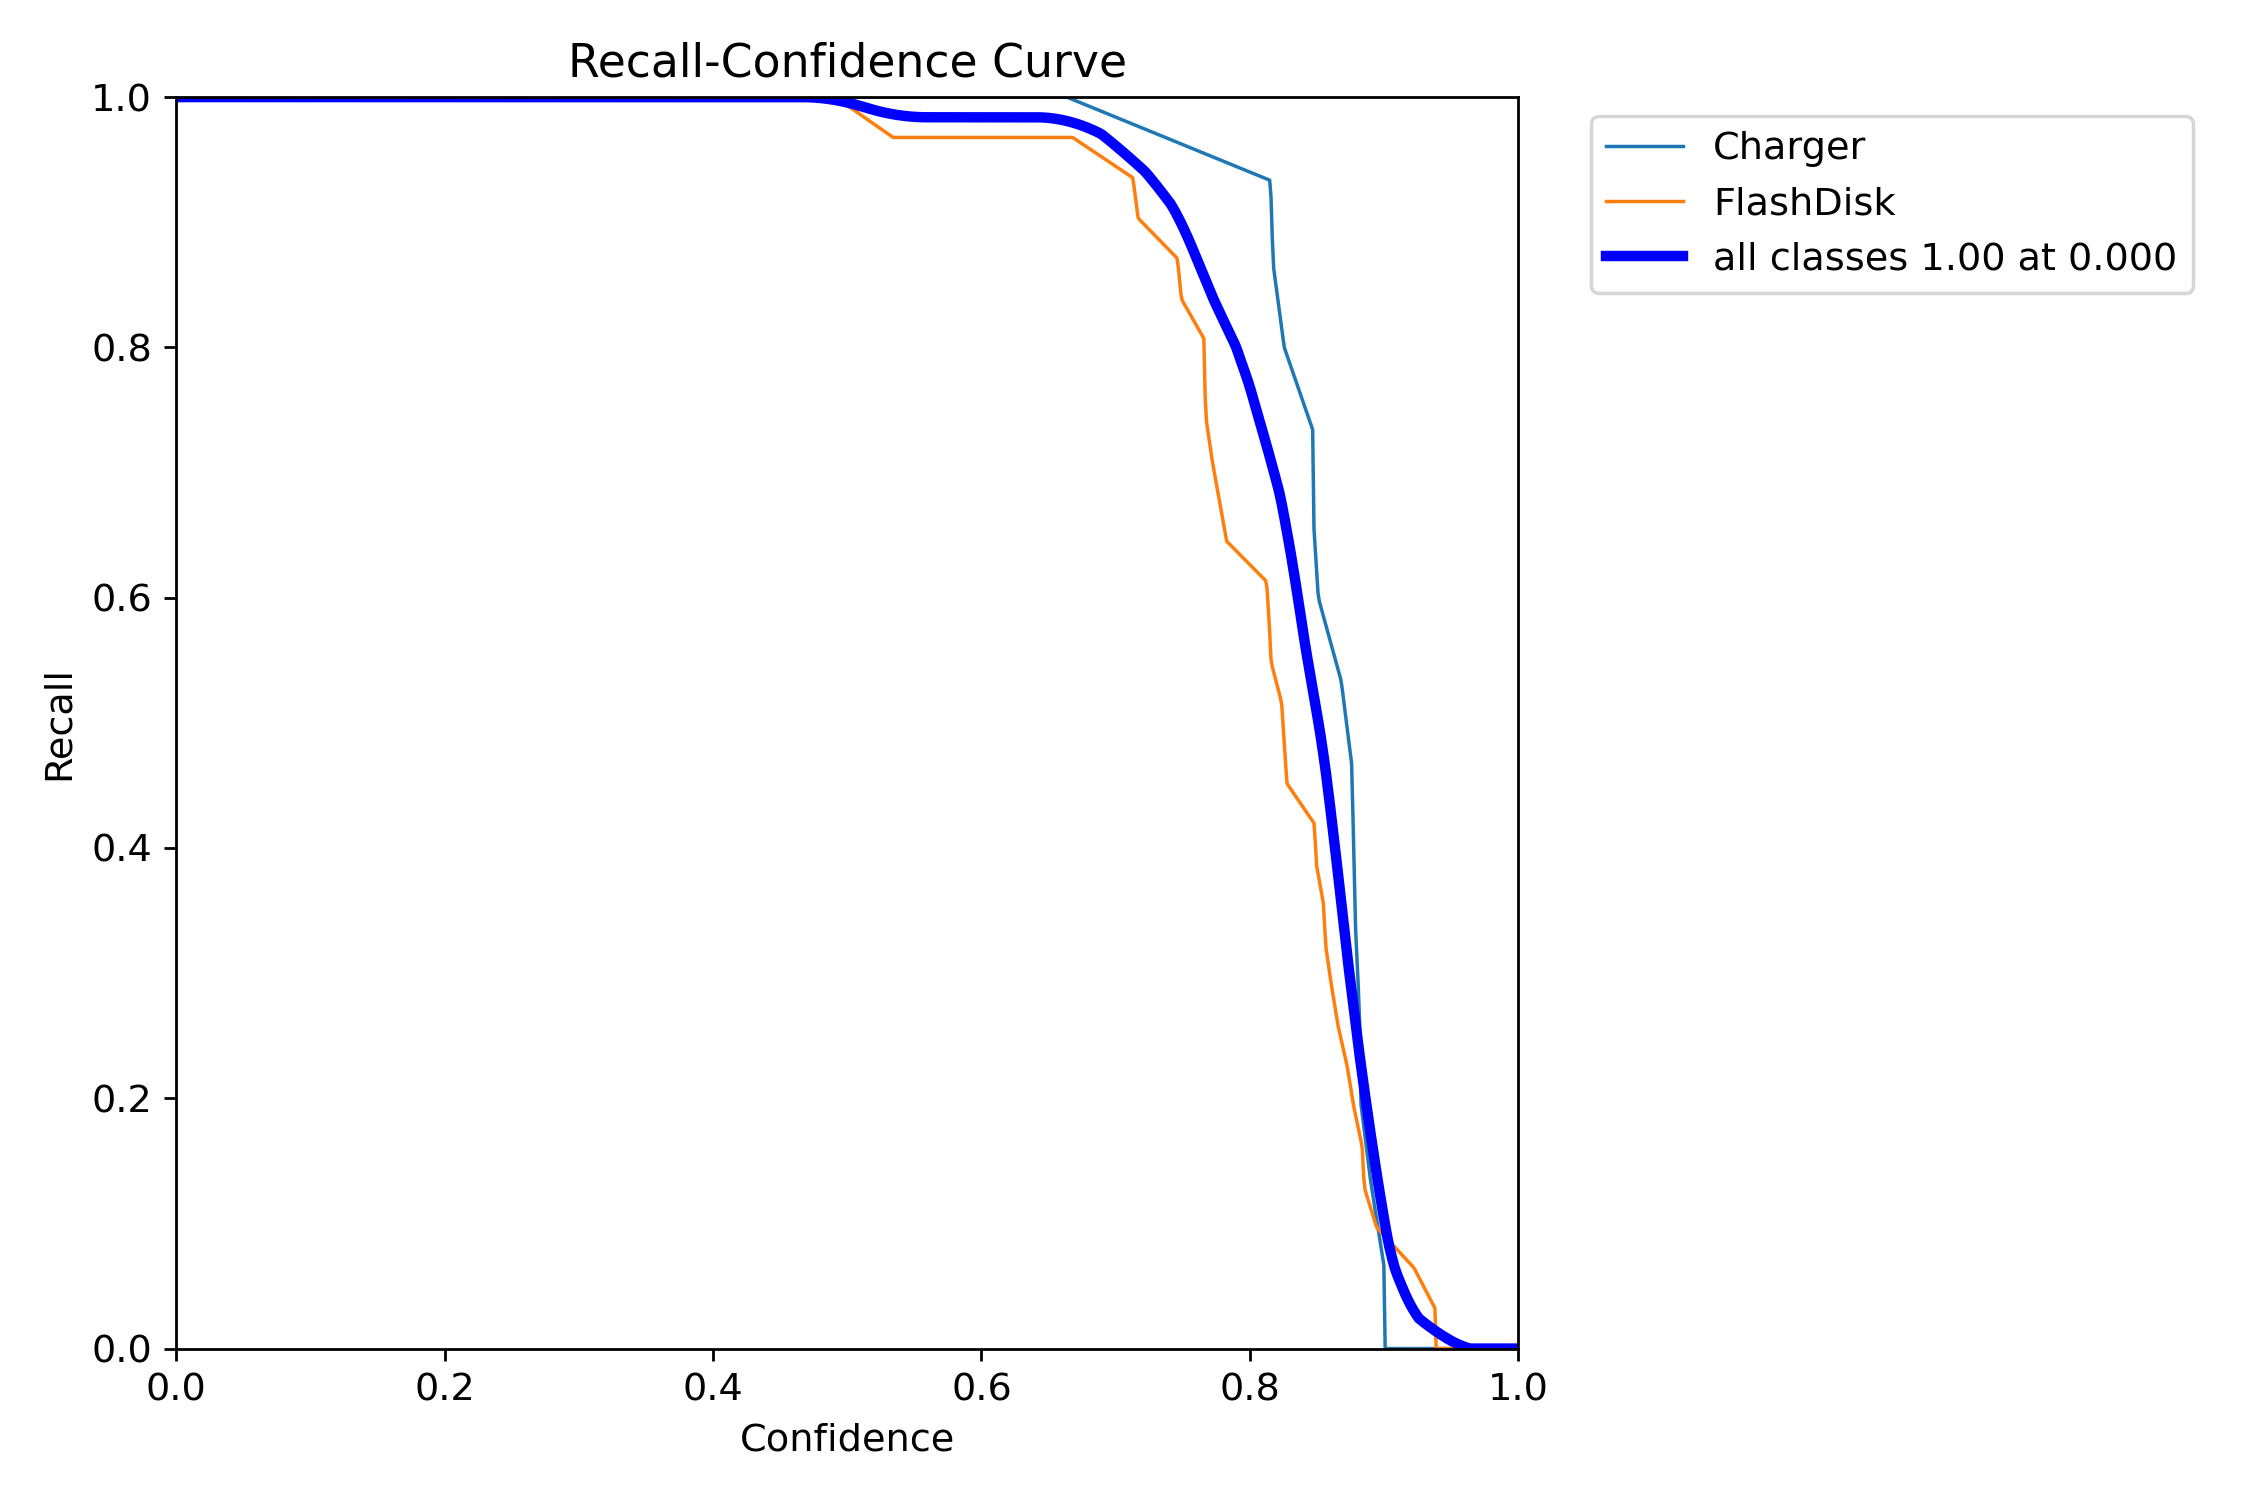 Recall-Confidence Curve
1.0
0.8
0.6
0.4
0.2
0.0
Recall
0.0 0.2 0.4 0.6 0.8 1.0
Confidence
Charger
FlashDisk
all classes 1.00 at 0.000